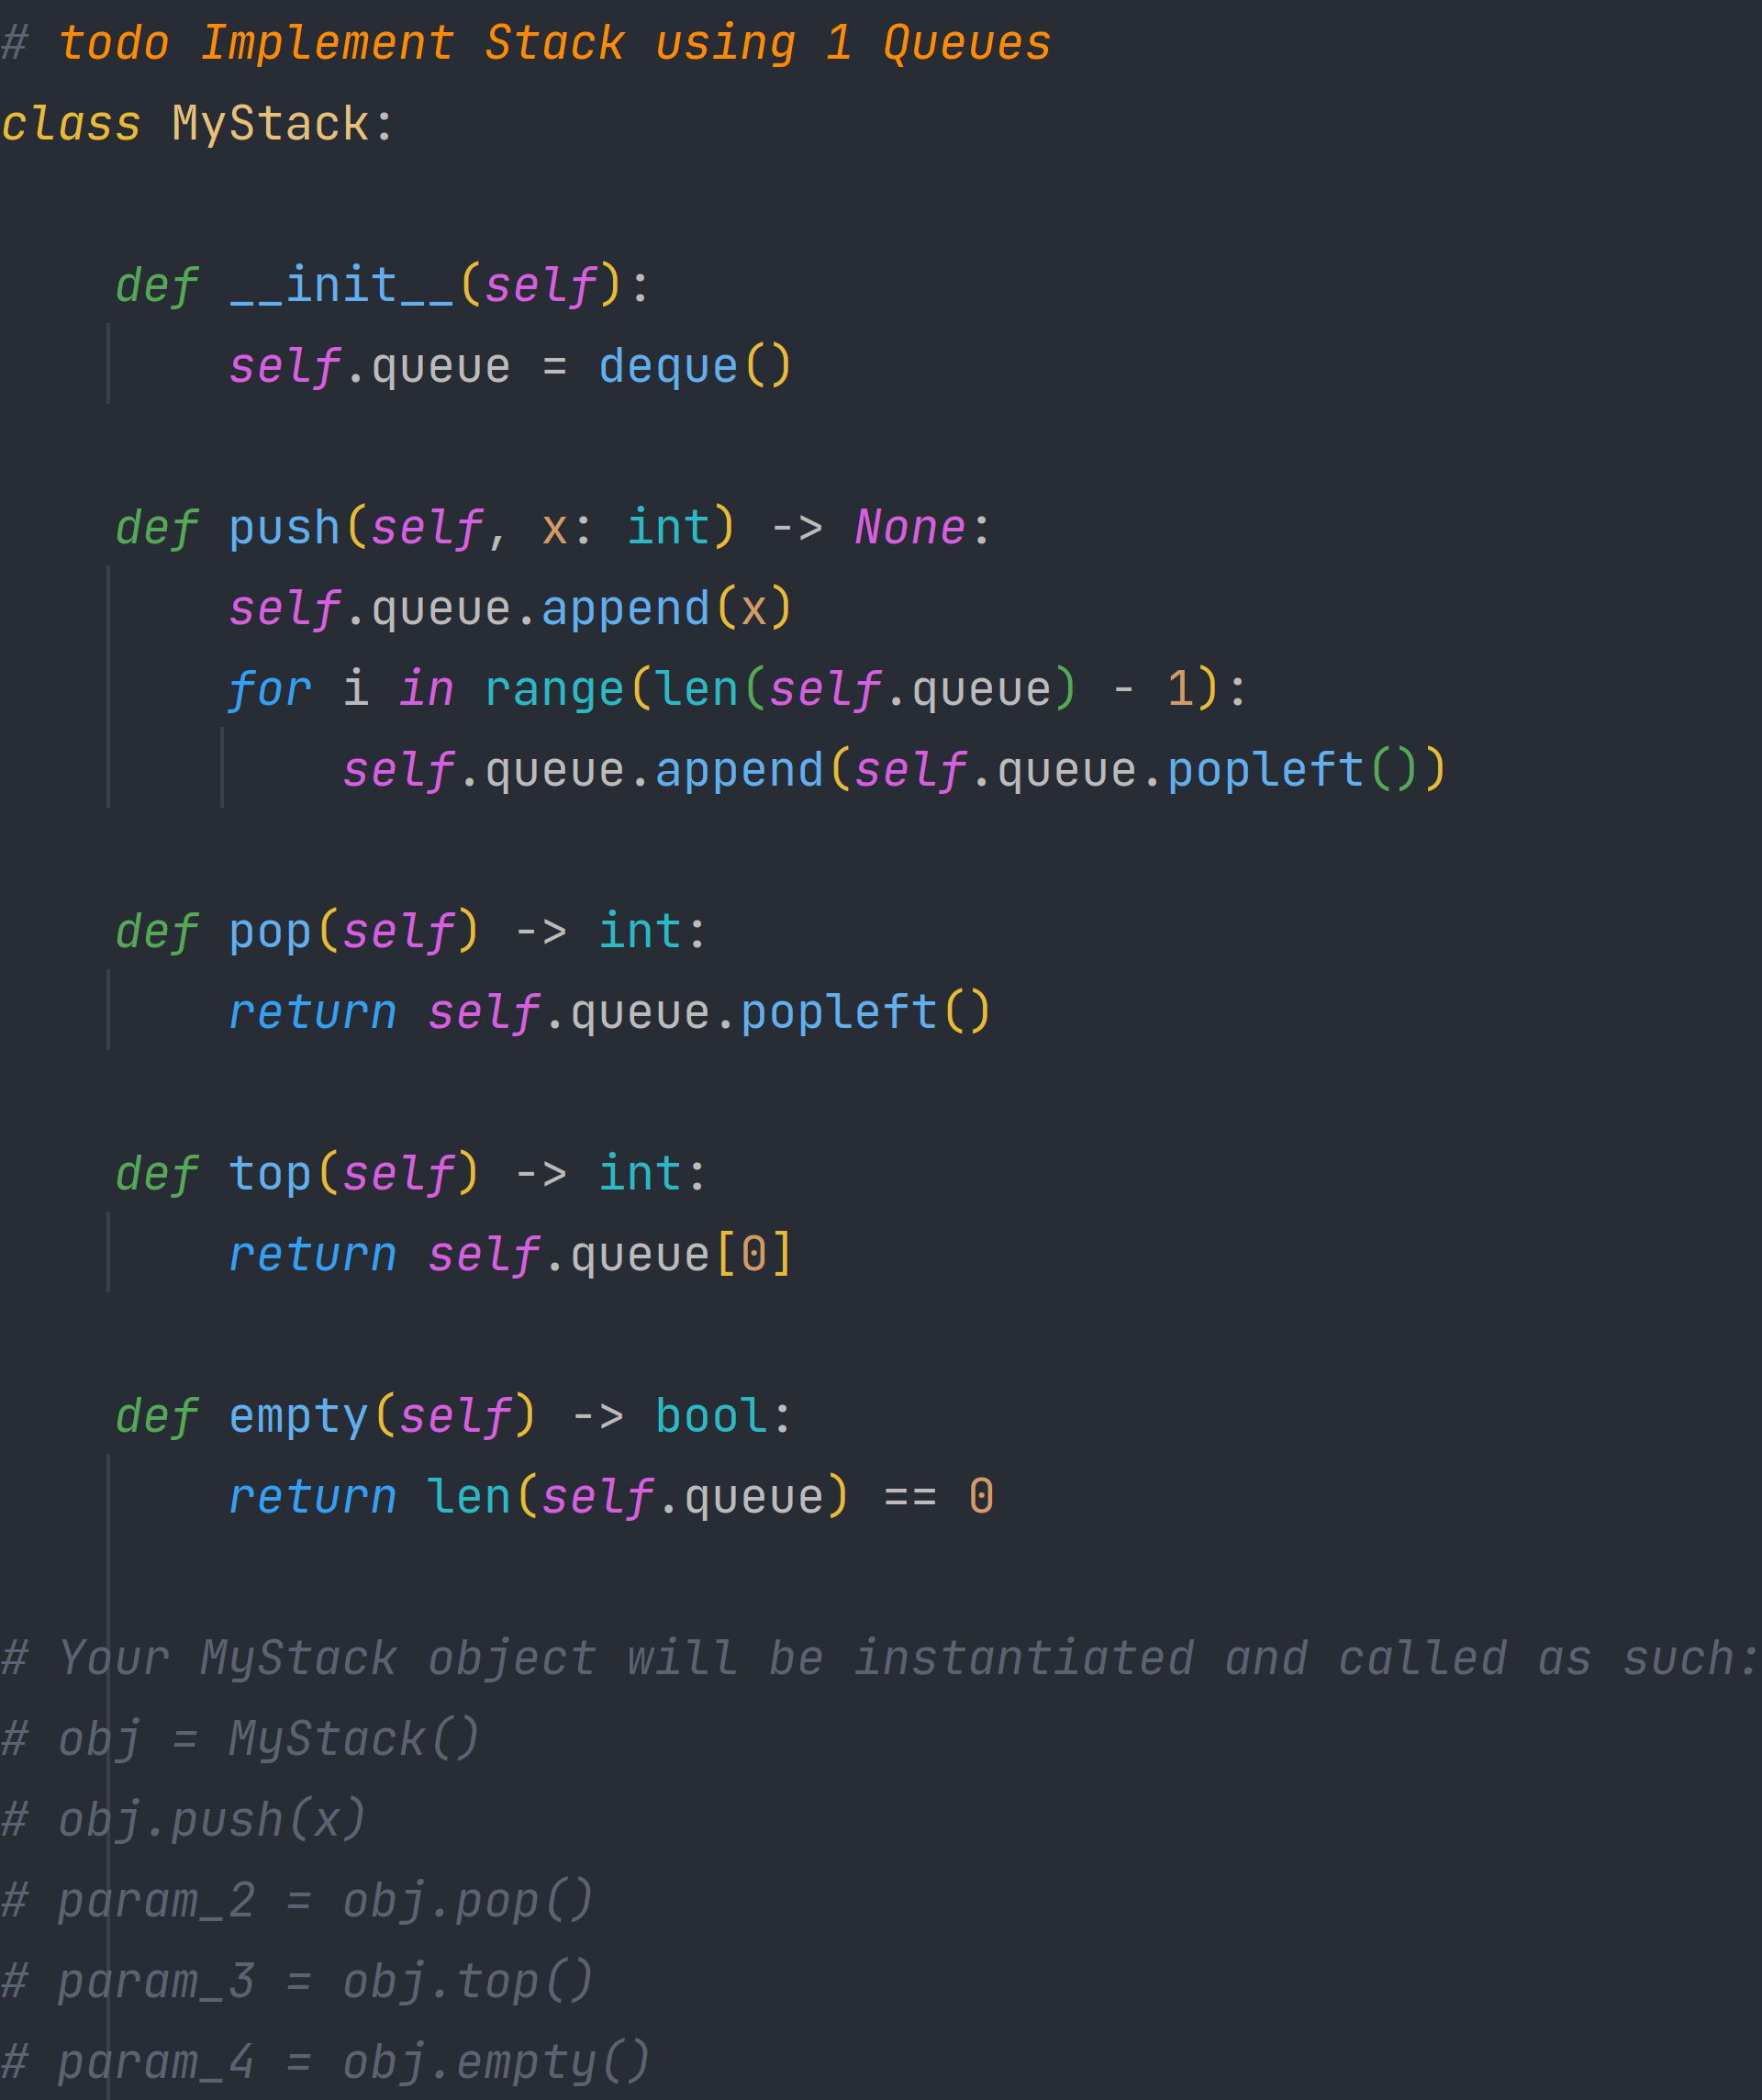 # todo Implement Stack using 1 Queues
class MyStack:

    def __init__(self):
        self.queue = deque()

    def push(self, x: int) -> None:
        self.queue.append(x)
        for i in range(len(self.queue) - 1):
            self.queue.append(self.queue.popleft())

    def pop(self) -> int:
        return self.queue.popleft()

    def top(self) -> int:
        return self.queue[0]

    def empty(self) -> bool:
        return len(self.queue) == 0

# Your MyStack object will be instantiated and called as such:
# obj = MyStack()
# obj.push(x)
# param_2 = obj.pop()
# param_3 = obj.top()
# param_4 = obj.empty()